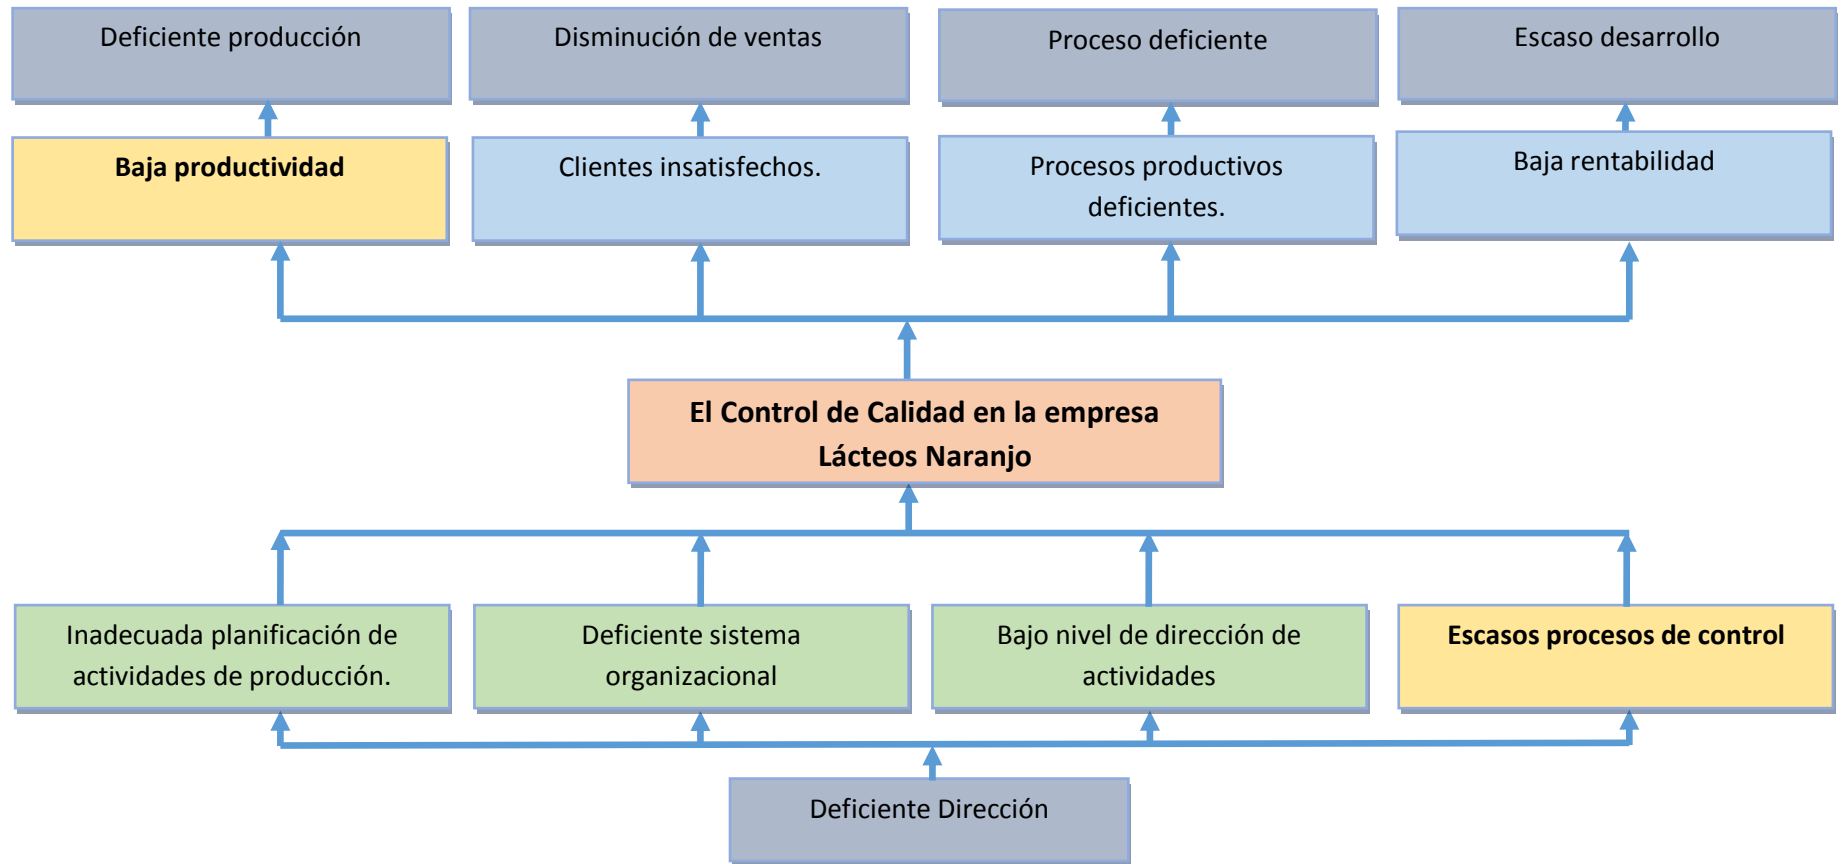 Deficiente producción
Disminución de ventas
Proceso deficiente
Escaso desarrollo
Baja productividad
Clientes insatisfechos.
Procesos productivos
deficientes.
Baja rentabilidad
El Control de Calidad en la empresa
Lácteos Naranjo
Inadecuada planificación de
actividades de producción.
Deficiente sistema
organizacional
Bajo nivel de dirección de
actividades
Escasos procesos de control
Deficiente Dirección